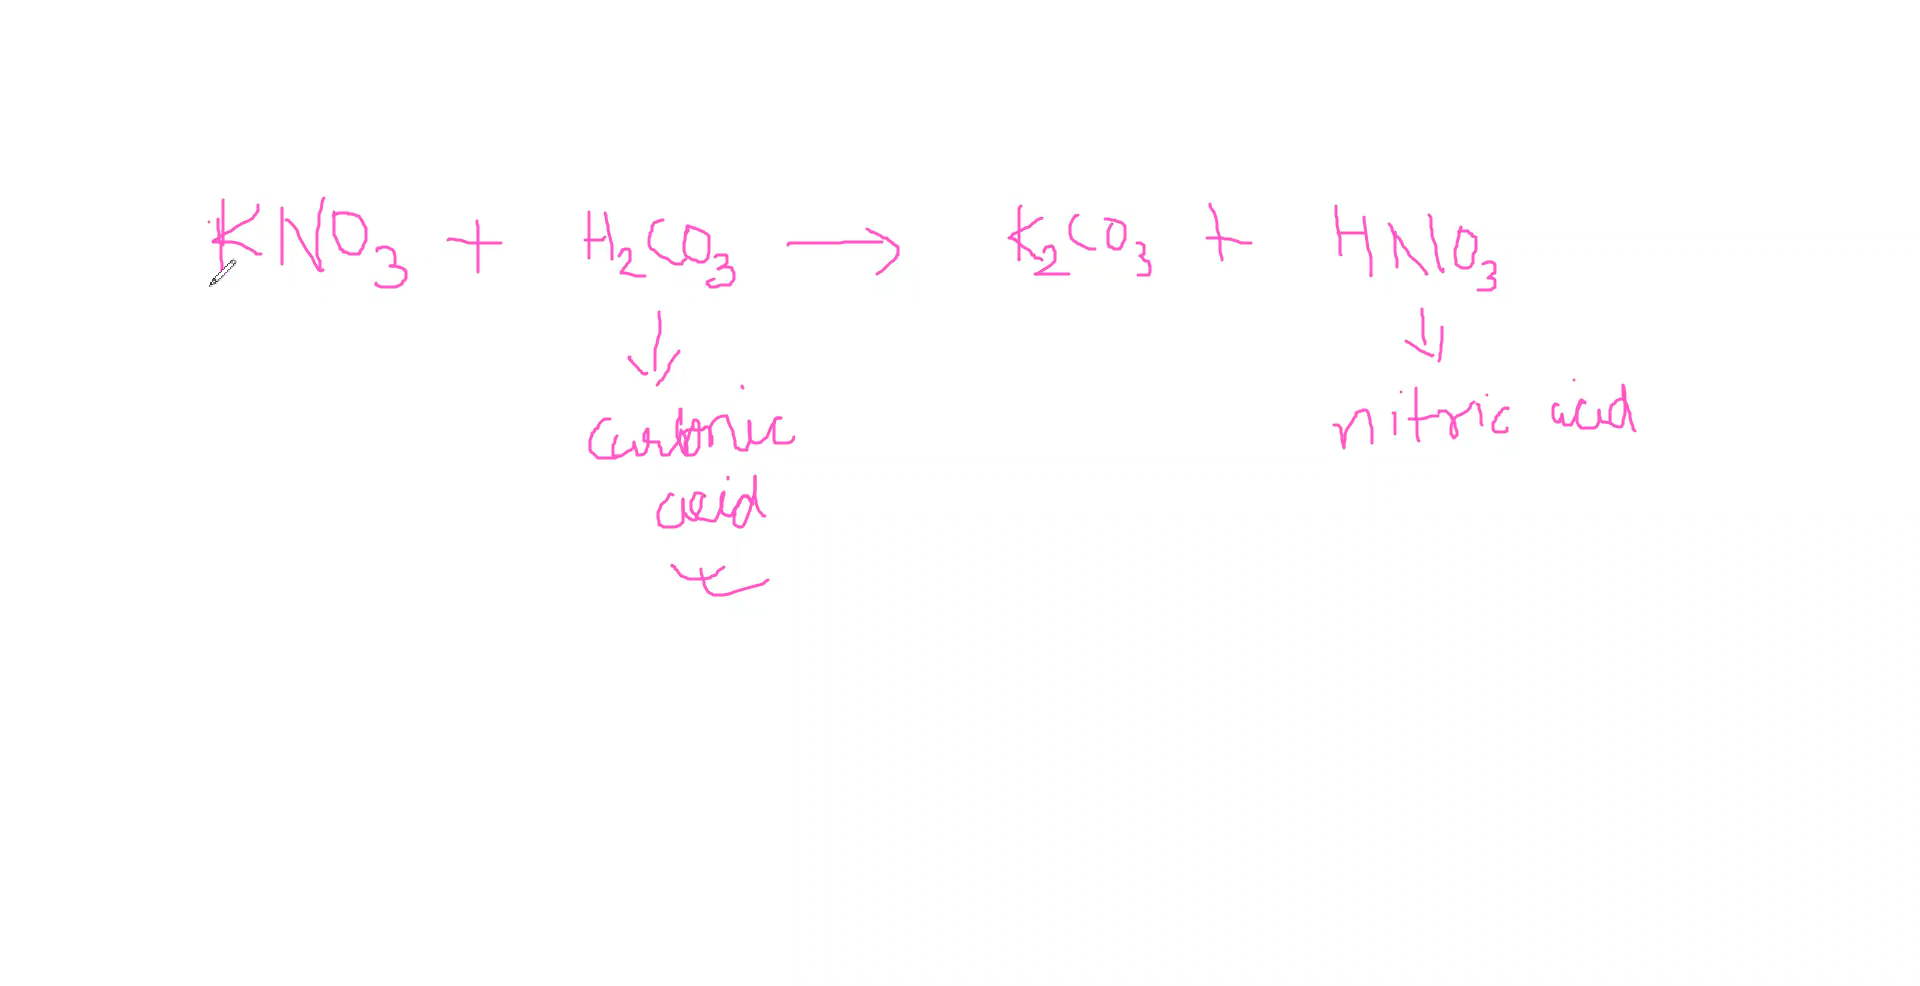 KNO₃ + H₂CO₃ → K₂CO₃ + HNO₃
↓ ↓
carbonic nitric acid
acid